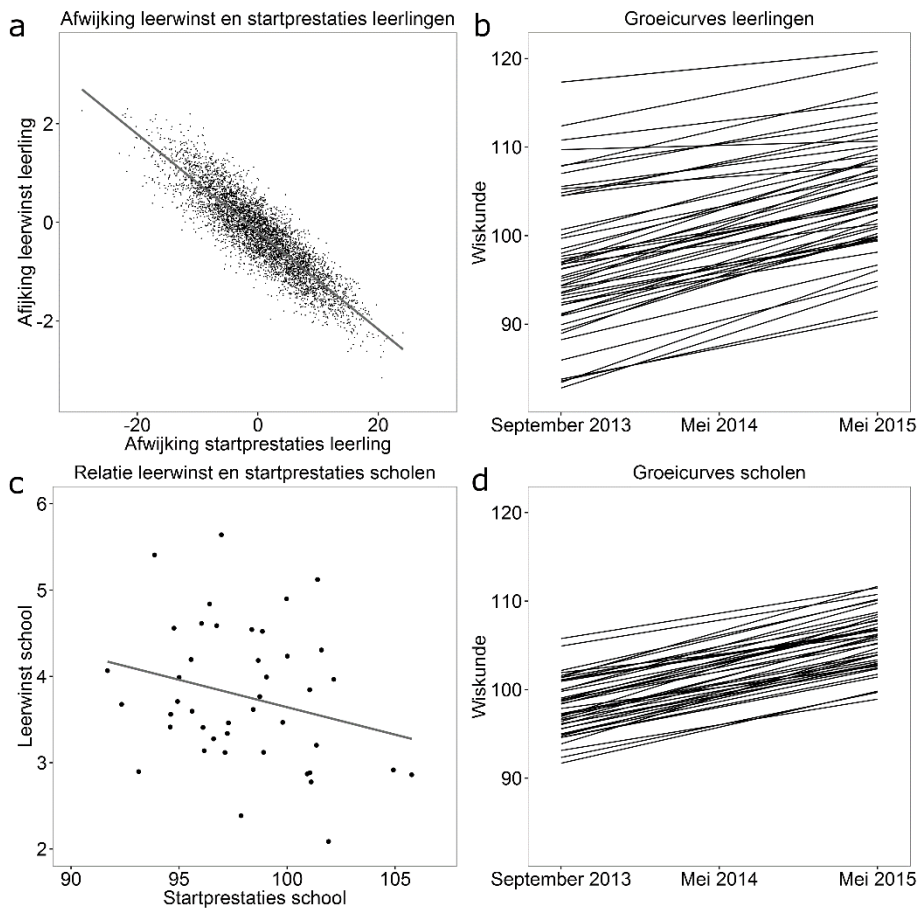 a
Afwijking leerwinst en startprestaties leerlingen
2
0
-2
Afijking leerwinst leerling
-20
0
20
Afwijking startprestaties leerling
b
Groeicurves leerlingen
120
110
100
90
Wiskunde
September 2013
Mei 2014
Mei 2015
c
Relatie leerwinst en startprestaties scholen
6
5
4
3
2
Leerwinst school
90
95
100
105
Startprestaties school
d
Groeicurves scholen
120
110
100
90
Wiskunde
September 2013
Mei 2014
Mei 2015